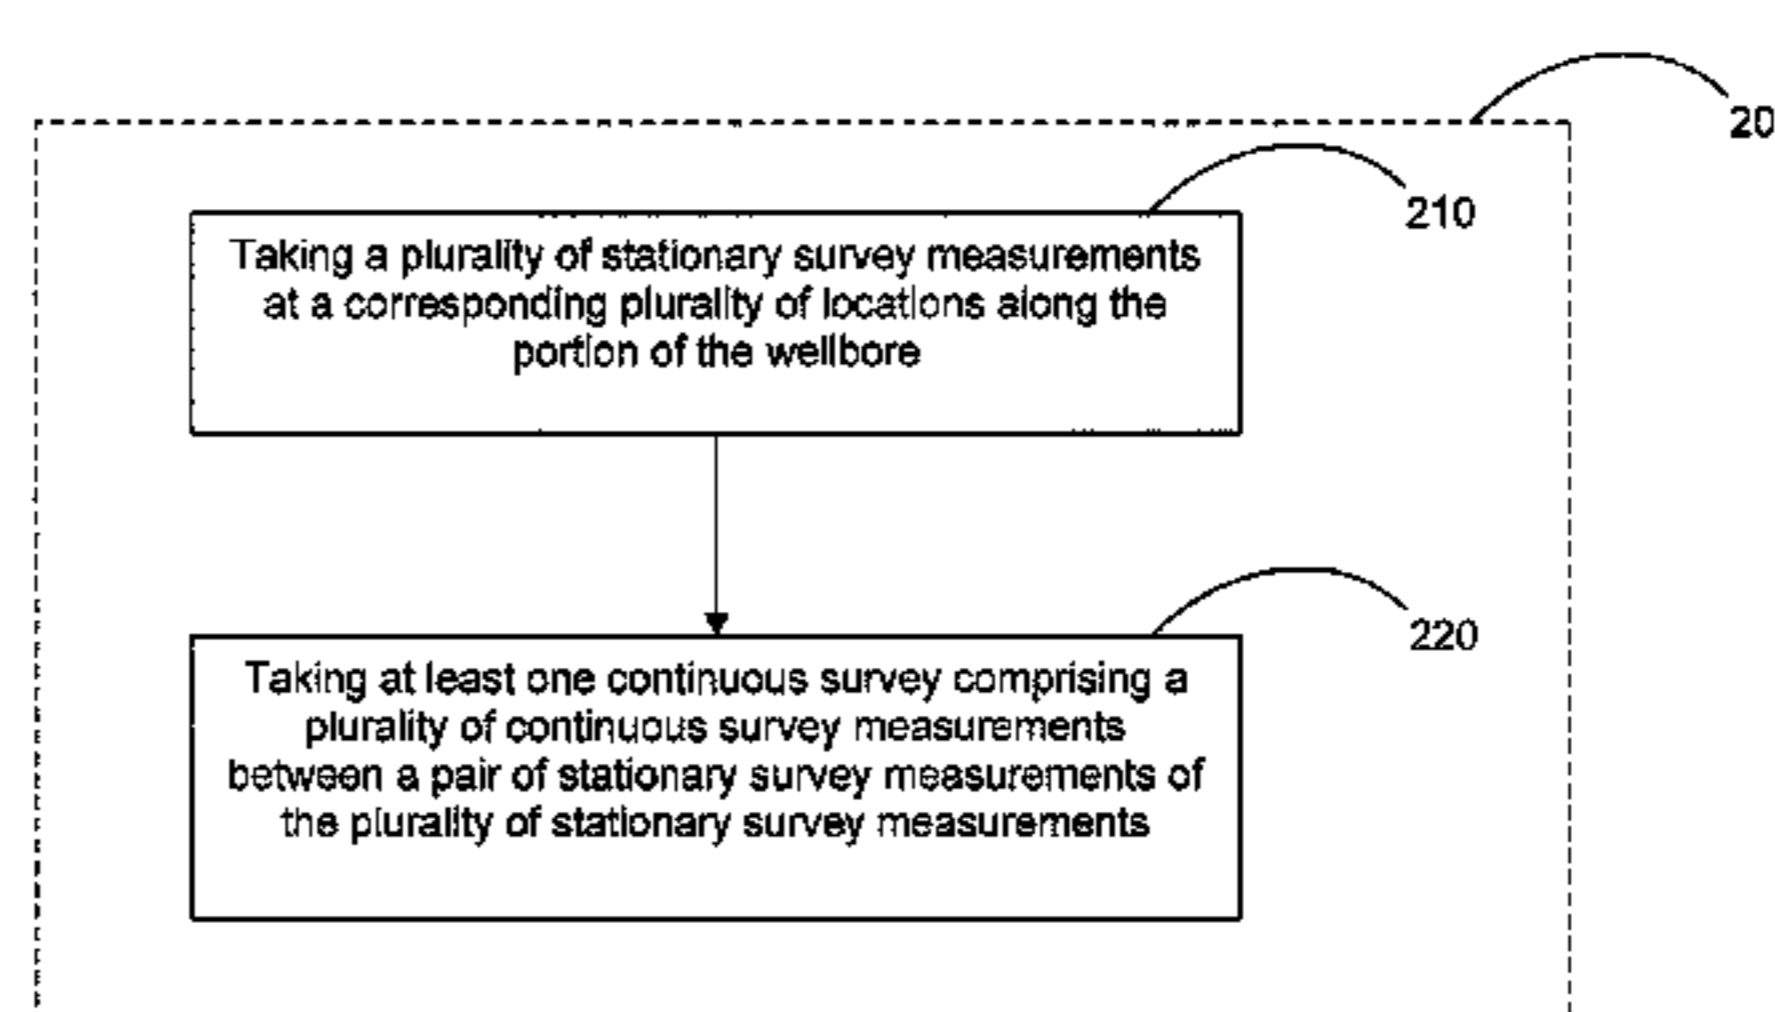 20
210
Taking a plurality of stationary survey measurements
at a corresponding plurality of locations along the
portion of the wellbore
220
Taking at least one continuous survey comprising a
plurality of continuous survey measurements
between a pair of stationary survey measurements of
the plurality of stationary survey measurements